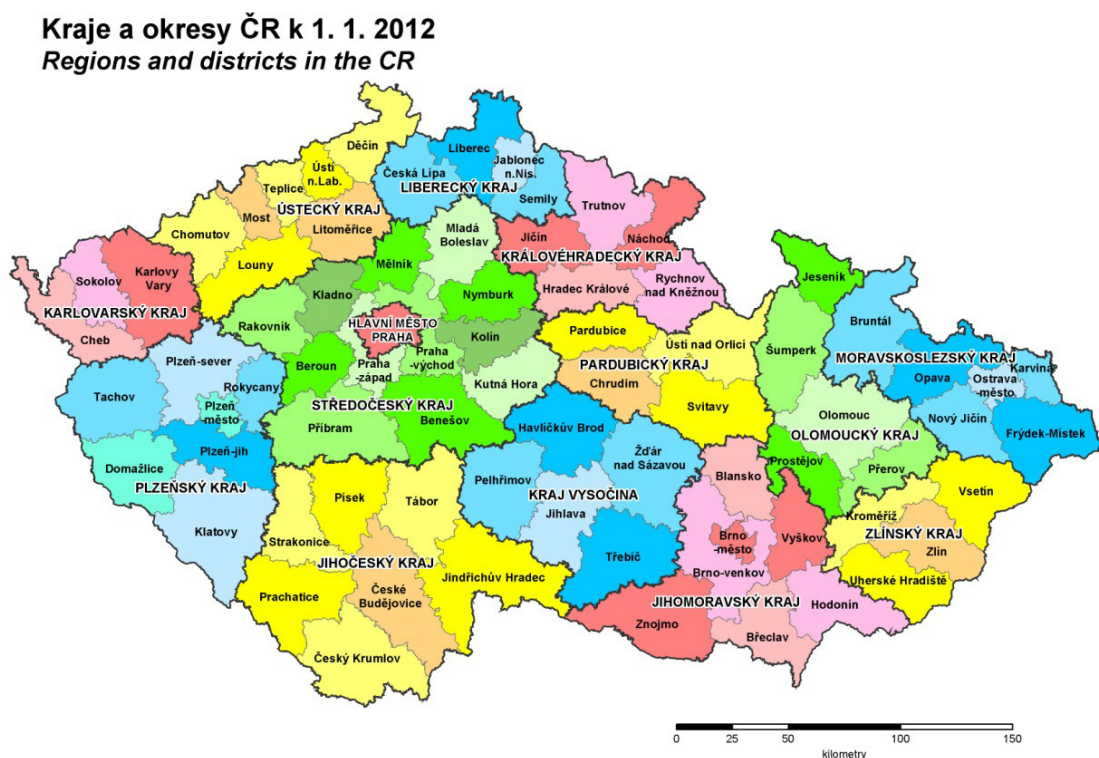 Kraje a okresy ČR k 1. 1. 2012
Regions and districts in the CR
Děčín
Liberec
Ústí
n.Lab.
Jablonec
n.Nis.
Česká Lípa
LIBERECKÝ KRAJ
Teplice
Semily
Trutnov
Most
ÚSTECKÝ KRAJ
Litoměřice
Mladá
Boleslav
Chomutov
Jičín
Náchod
KRÁLOVÉHRADECKÝ KRAJ
Louny
Mělník
Sokolov
Karlovy
Vary
Jeseník
Rychnov
nad Kněžnou
Hradec Králové
Kladno
Nymburk
KARLOVARSKÝ KRAJ
Bruntál
HLAVNÍ MĚSTO
PRAHA
Rakovník
Pardubice
Kolín
Cheb
Ústí nad Orlicí
Šumperk
Plzeň-sever
Praha
-východ
MORAVSKOSLEZSKÝ KRAJ
Karviná
PARDUBICKÝ KRAJ
Beroun
Praha
-západ
Opava
Ostrava-
město
Rokycany
Kutná Hora
Chrudim
Tachov
Plzeň
město
STŘEDOČESKÝ KRAJ
Svitavy
Olomouc
Nový Jičín
Příbram
Benešov
Havlíčkův Brod
OLOMOUCKÝ KRAJ
Frýdek-Místek
Plzeň-jih
Žďár
nad Sázavou
Prostějov
Domažlice
Přerov
Blansko
PLZEŇSKÝ KRAJ
Písek
Tábor
Pelhřimov
KRAJ VYSOČINA
Vsetín
Jihlava
Kroměříž
Klatovy
Strakonice
ZLÍNSKÝ KRAJ
Brno
-město
Vyškov
Zlín
Třebíč
JIHOČESKÝ KRAJ
Jindřichův Hradec
Brno-venkov
Uherské Hradiště
České
Budějovice
Prachatice
JIHOMORAVSKÝ KRAJ
Hodonín
Znojmo
Břeclav
Český Krumlov
0 25 50 100 150
kilometry